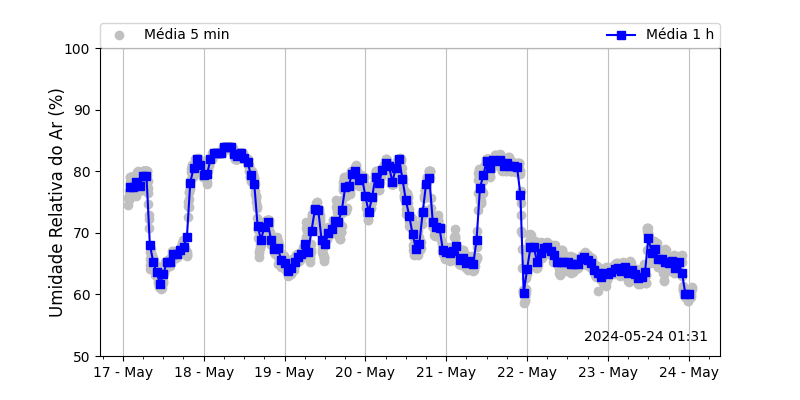 Média 5 min
Média 1 h
Umidade Relativa do Ar (%)
100
90
80
70
60
50
2024-05-24 01:31
17 - May
18 - May
19 - May
20 - May
21 - May
22 - May
23 - May
24 - May